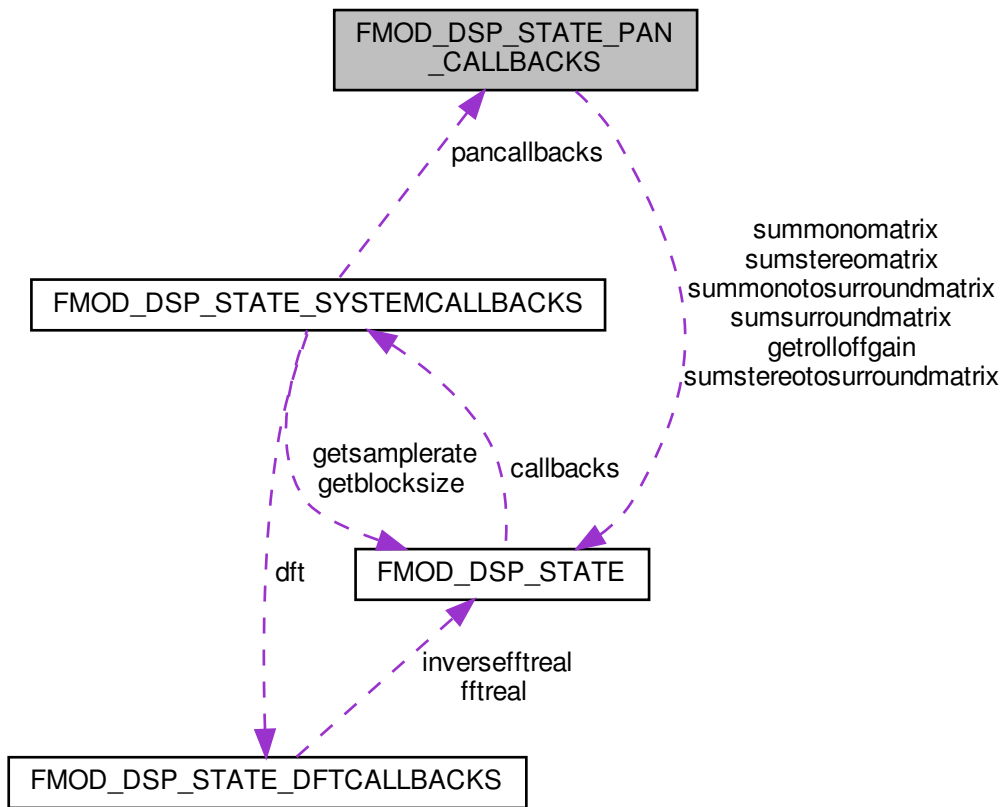 FMOD_DSP_STATE_PAN
_CALLBACKS
pancallbacks
summonomatrix
sumstereomatrix
summonotosurroundmatrix
sumsurroundmatrix
getrolloffgain
sumstereotosurroundmatrix
FMOD_DSP_STATE_SYSTEMCALLBACKS
getsamplerate
getblocksize
callbacks
dft
FMOD_DSP_STATE
inversefftreal
fftreal
FMOD_DSP_STATE_DFTCALLBACKS